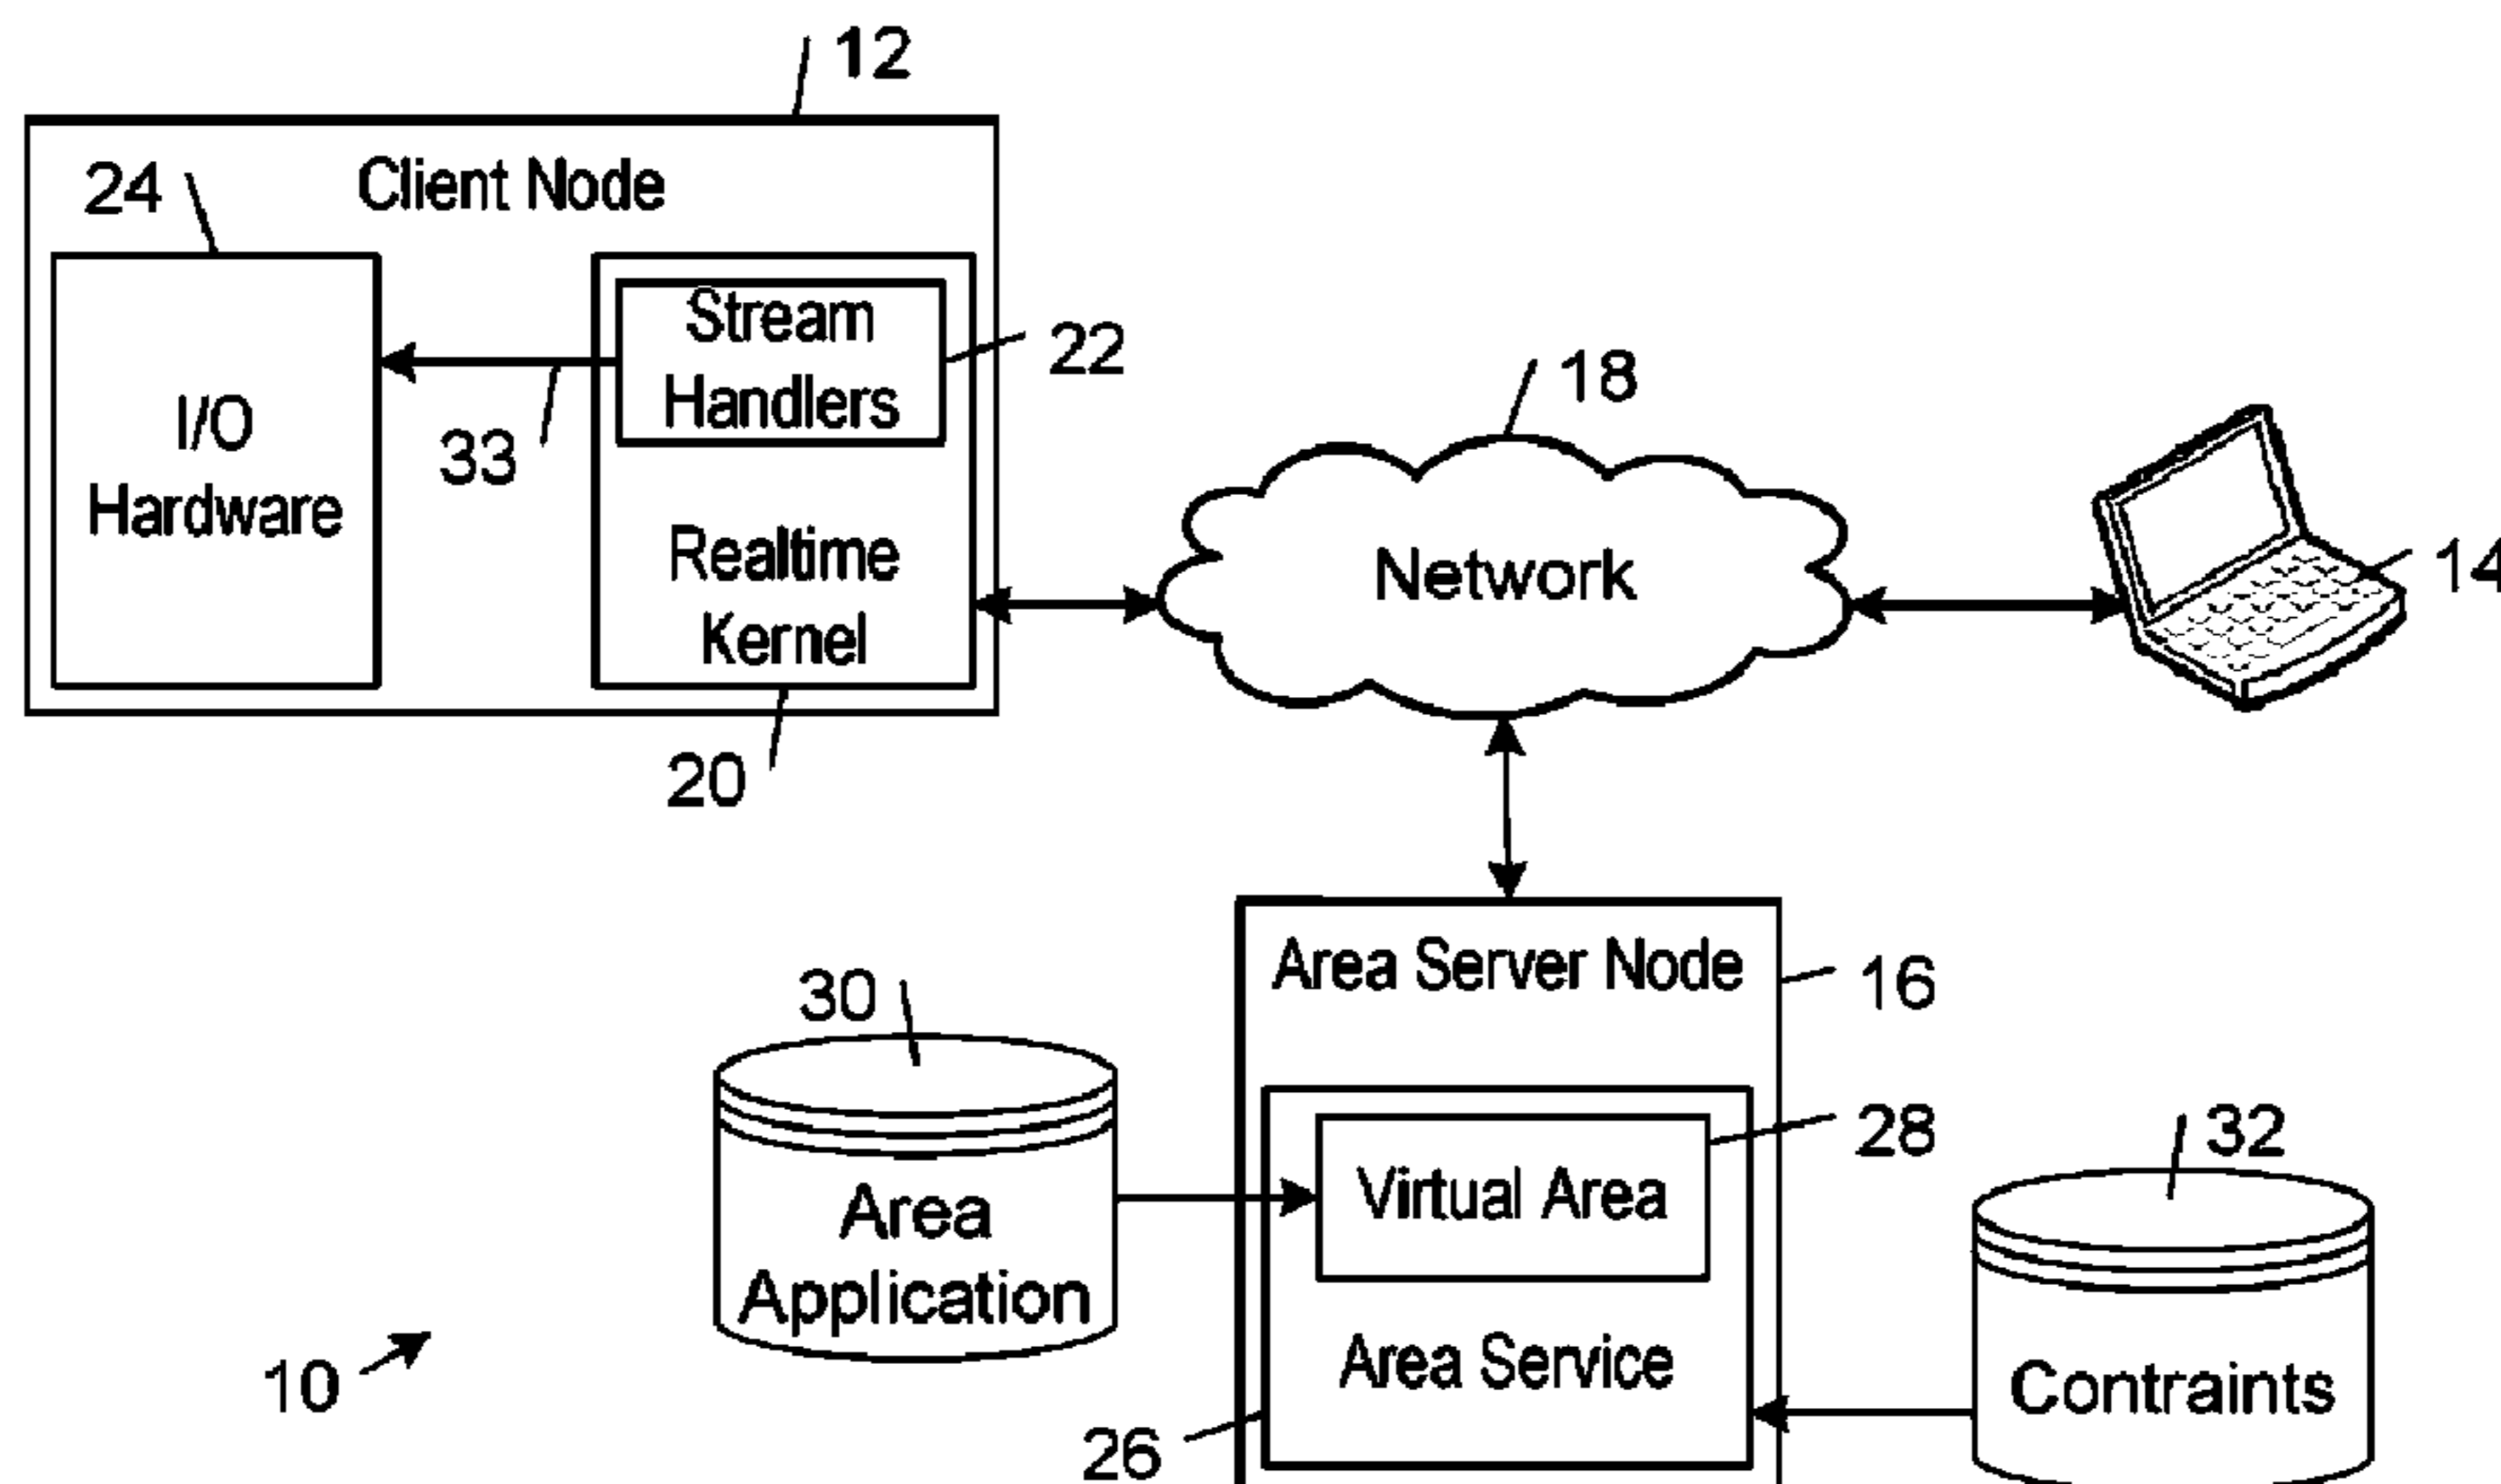 12
Client Node
24
Stream
Handlers
22
I/O
Hardware
33
Realtime
Kernel
20
18
Network
14
Area Server Node
16
30
Area
Application
28
Virtual Area
Area Service
26
32
Contraints
10